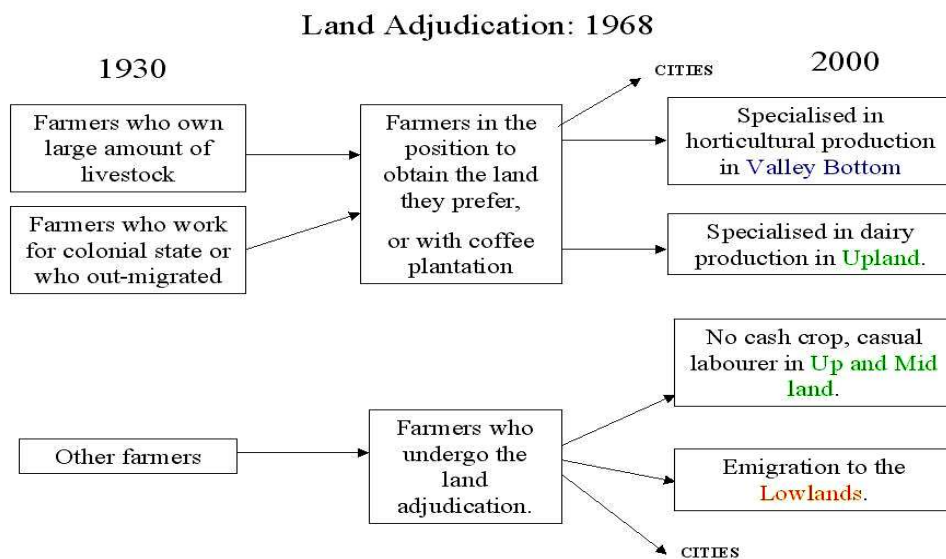 Land Adjudication: 1968
1930
CITIES
2000
Farmers who own
large amount of
livestock
Farmers in the
position to
obtain the land
they prefer,
or with coffee
plantation
Specialised in
horticultural production
in Valley Bottom
Farmers who work
for colonial state or
who out-migrated
Specialised in dairy
production in Upland.
No cash crop, casual
labourer in Up and Mid
land.
Other farmers
Farmers who
undergo the
land
adjudication.
Emigration to the
Lowlands.
CITIES